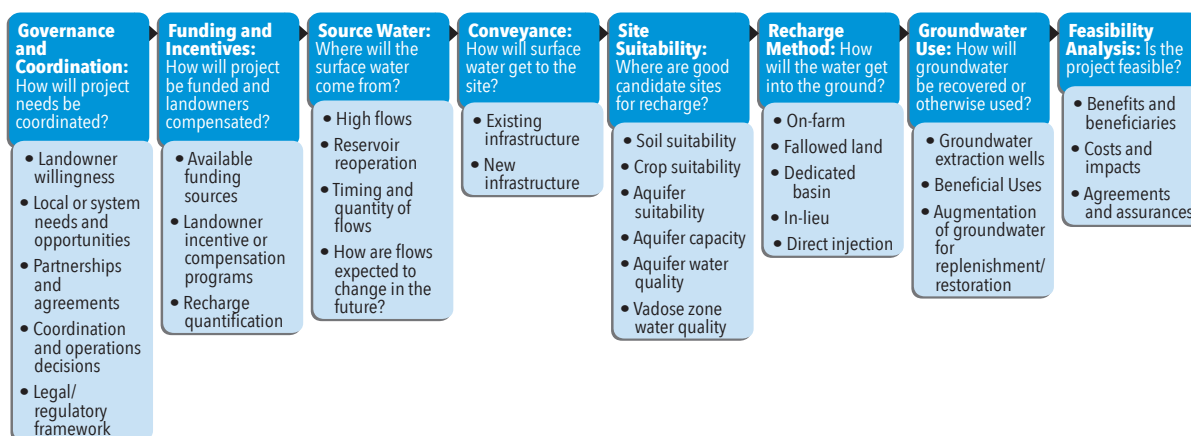 Governance
and
Coordination:
How will project
needs be
coordinated?
• Landowner
willingness
• Local or system
needs and
opportunities
• Partnerships
and
agreements
• Coordination
and operations
decisions
• Legal/
regulatory
framework
Funding and
Incentives:
How will project
be funded and
landowners
compensated?
• Available
funding
sources
• Landowner
incentive or
compensation
programs
• Recharge
quantification
Source Water:
Where will the
surface water
come from?
• High flows
• Reservoir
reoperation
• Timing and
quantity of
flows
• How are flows
expected to
change in the
future?
Conveyance:
How will surface
water get to the
site?
• Existing
infrastructure
• New
infrastructure
Site
Suitability:
Where are good
candidate sites
for recharge?
• Soil suitability
• Crop suitability
• Aquifer
suitability
• Aquifer capacity
• Aquifer water
quality
• Vadose zone
water quality
Recharge
Method: How
will the water get
into the ground?
• On-farm
• Fallowed land
• Dedicated
basin
• In-lieu
• Direct injection
Groundwater
Use: How will
groundwater
be recovered or
otherwise used?
• Groundwater
extraction wells
• Beneficial Uses
• Augmentation
of groundwater
for
replenishment/
restoration
Feasibility
Analysis: Is the
project feasible?
• Benefits and
beneficiaries
• Costs and
impacts
• Agreements
and assurances